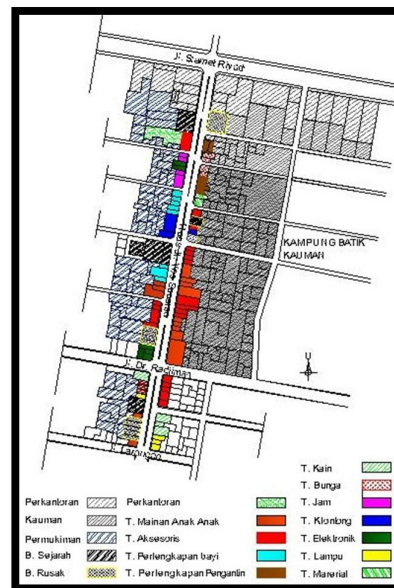 Jl. Slamet Riyadi
KAMPUNG BATIK
KAUMAN
Jl. Dr. Radjiman
U
Perkantoran
Kauman
Permukiman
B. Sejarah
B. Rusak
Perkantoran
T. Mainan Anak Anak
T. Aksesoris
T. Perlengkapan bayi
T. Perlengkapan Pengantin
T. Kain
T. Bunga
T. Jam
T. Klontong
T. Elektronik
T. Lampu
T. Marerial